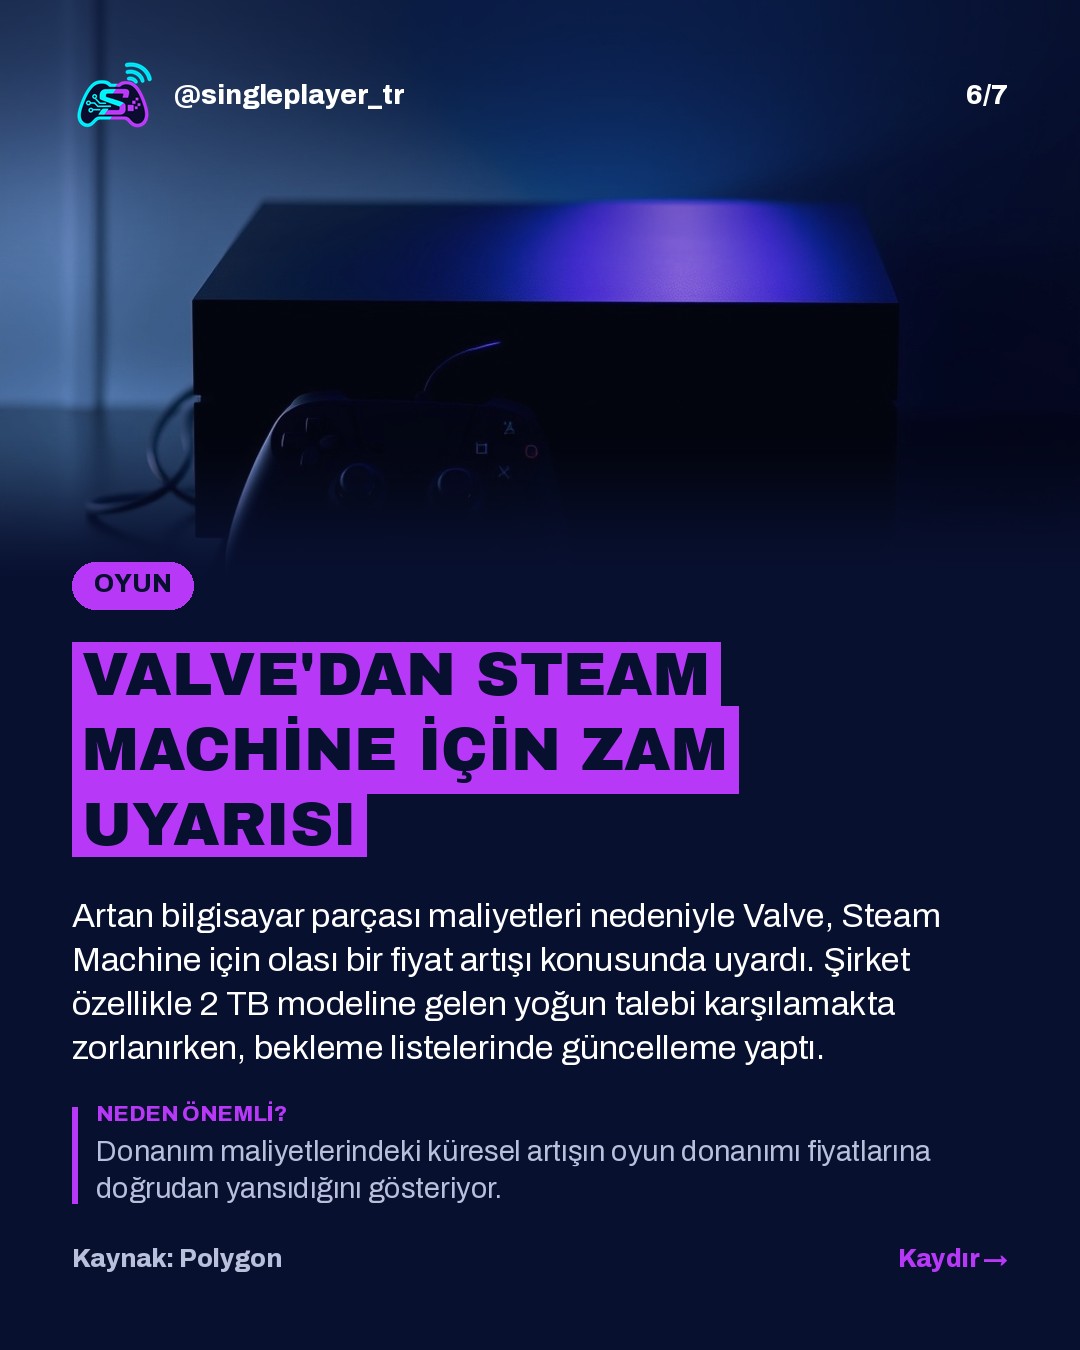 @singleplayer_tr
6/7
OYUN
VALVE'DAN STEAM
MACHİNE İÇİN ZAM
UYARISI
Artan bilgisayar parçası maliyetleri nedeniyle Valve, Steam
Machine için olası bir fiyat artışı konusunda uyardı. Şirket
özellikle 2 TB modeline gelen yoğun talebi karşılamakta
zorlanırken, bekleme listelerinde güncelleme yaptı.
NEDEN ÖNEMLİ?
Donanım maliyetlerindeki küresel artışın oyun donanımı fiyatlarına
doğrudan yansıdığını gösteriyor.
Kaynak: Polygon
Kaydır→